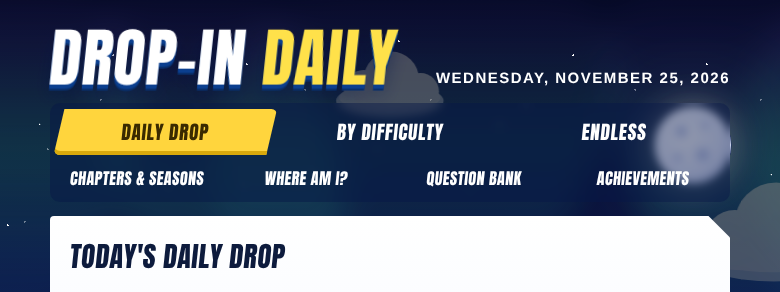 DROP-IN DAILY
WEDNESDAY, NOVEMBER 25, 2026
DAILY DROP BY DIFFICULTY ENDLESS
CHAPTERS & SEASONS WHERE AM I? QUESTION BANK ACHIEVEMENTS
TODAY'S DAILY DROP